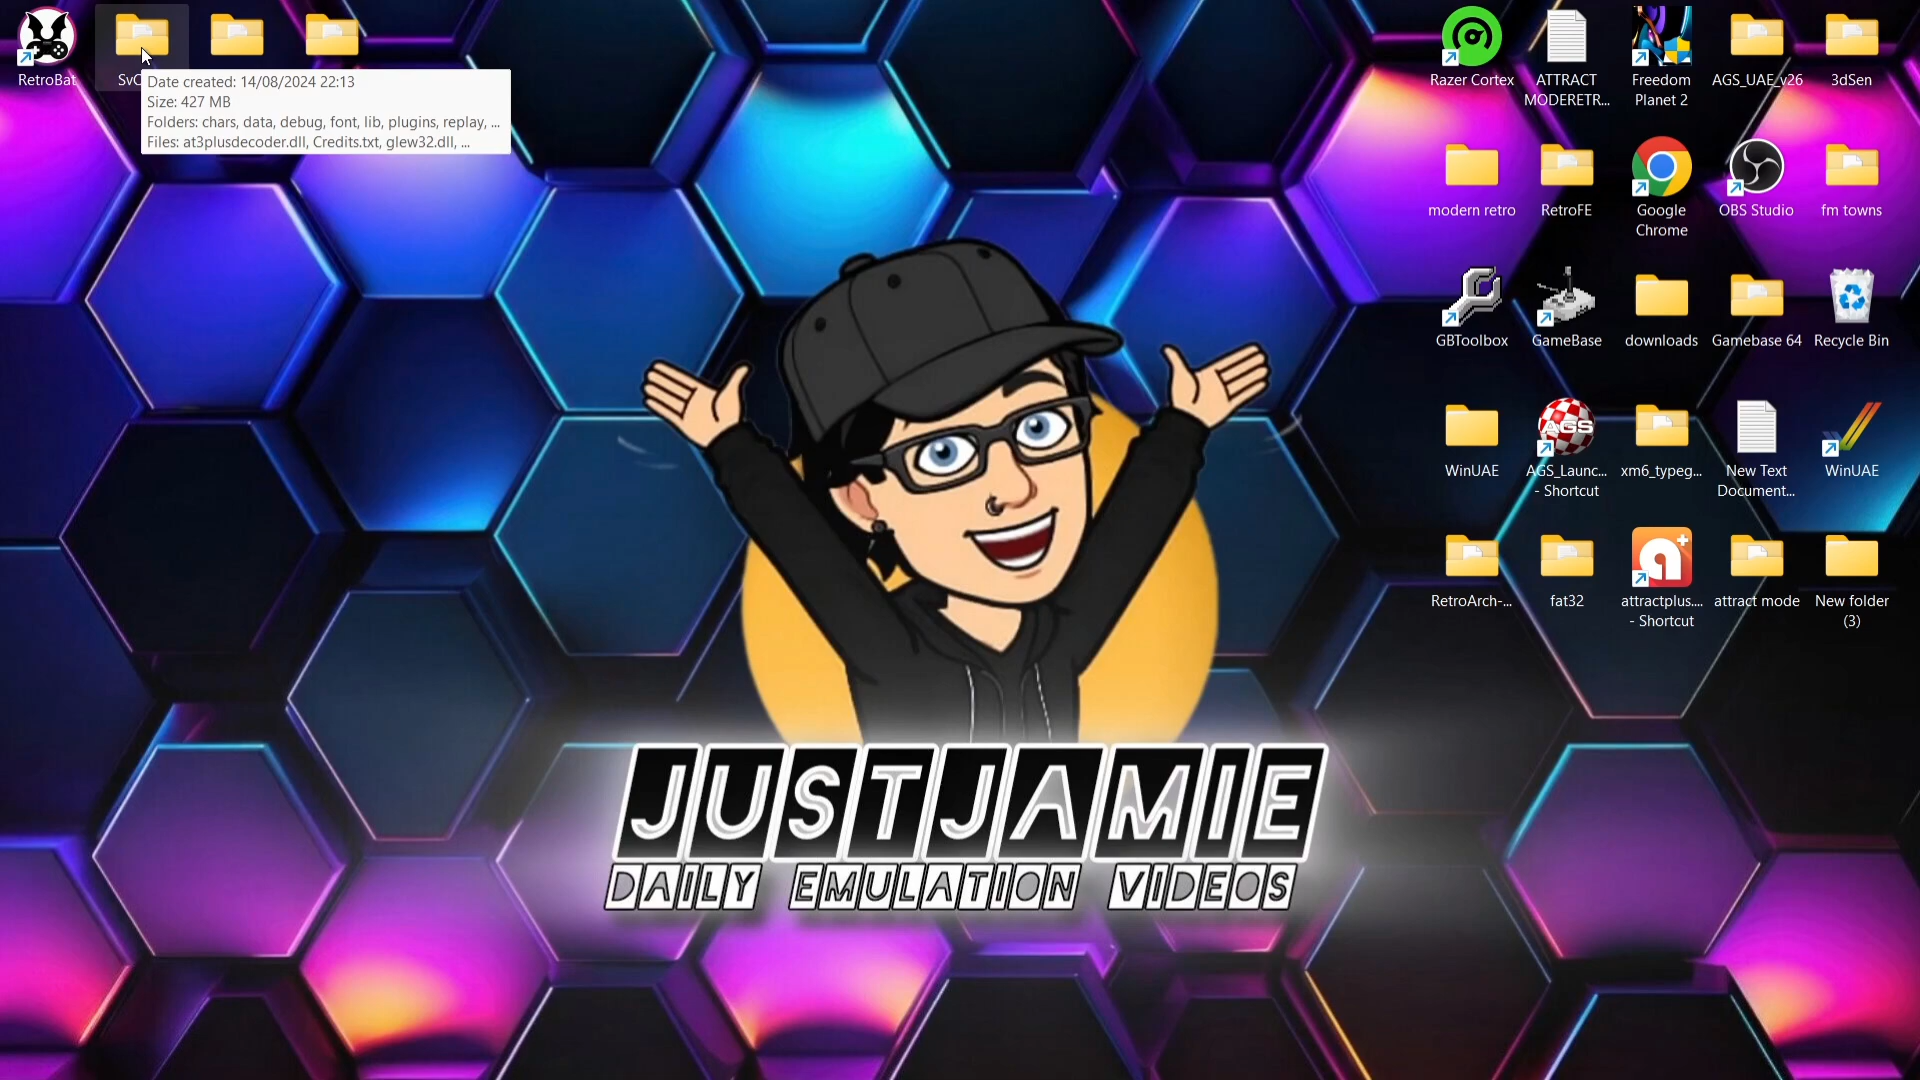 RetroBat
SvC
Date created: 14/08/2024 22:13
Size: 427 MB
Folders: chars, data, debug, font, lib, plugins, replay, ...
Files: at3plusdecoder.dll, Credits.txt, glew32.dll, ...
Razer Cortex
ATTRACT
MODERETR...
Freedom
Planet 2
AGS_UAE_v26
3dSen
modern retro
RetroFE
Google
Chrome
OBS Studio
fm towns
GBToolbox
GameBase
downloads
Gamebase 64
Recycle Bin
WinUAE
AGS
AGS_Launc...
- Shortcut
xm6_typeg...
New Text
Document...
WinUAE
RetroArch-...
fat32
attractplus....
- Shortcut
attract mode
New folder
(3)
JUSTJAMIE
DAILY EMULATION VIDEOS